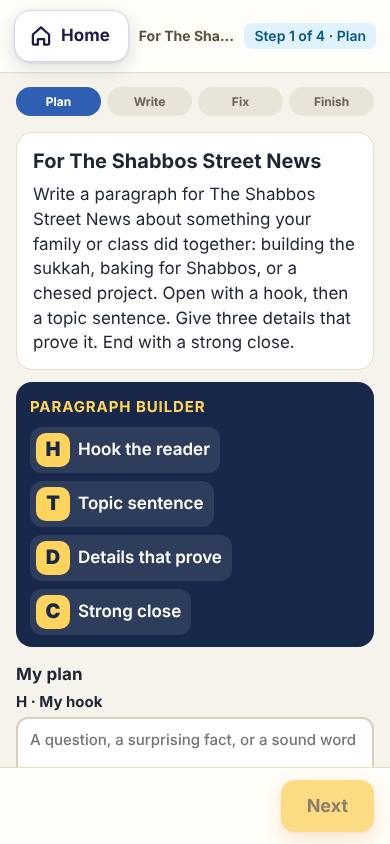 Home
For The Sha...
Step 1 of 4 · Plan
Plan
Write
Fix
Finish
For The Shabbos Street News
Write a paragraph for The Shabbos
Street News about something your
family or class did together: building the
sukkah, baking for Shabbos, or a
chesed project. Open with a hook, then
a topic sentence. Give three details that
prove it. End with a strong close.
PARAGRAPH BUILDER
H Hook the reader
T Topic sentence
D Details that prove
C Strong close
My plan
H · My hook
A question, a surprising fact, or a sound word
Next